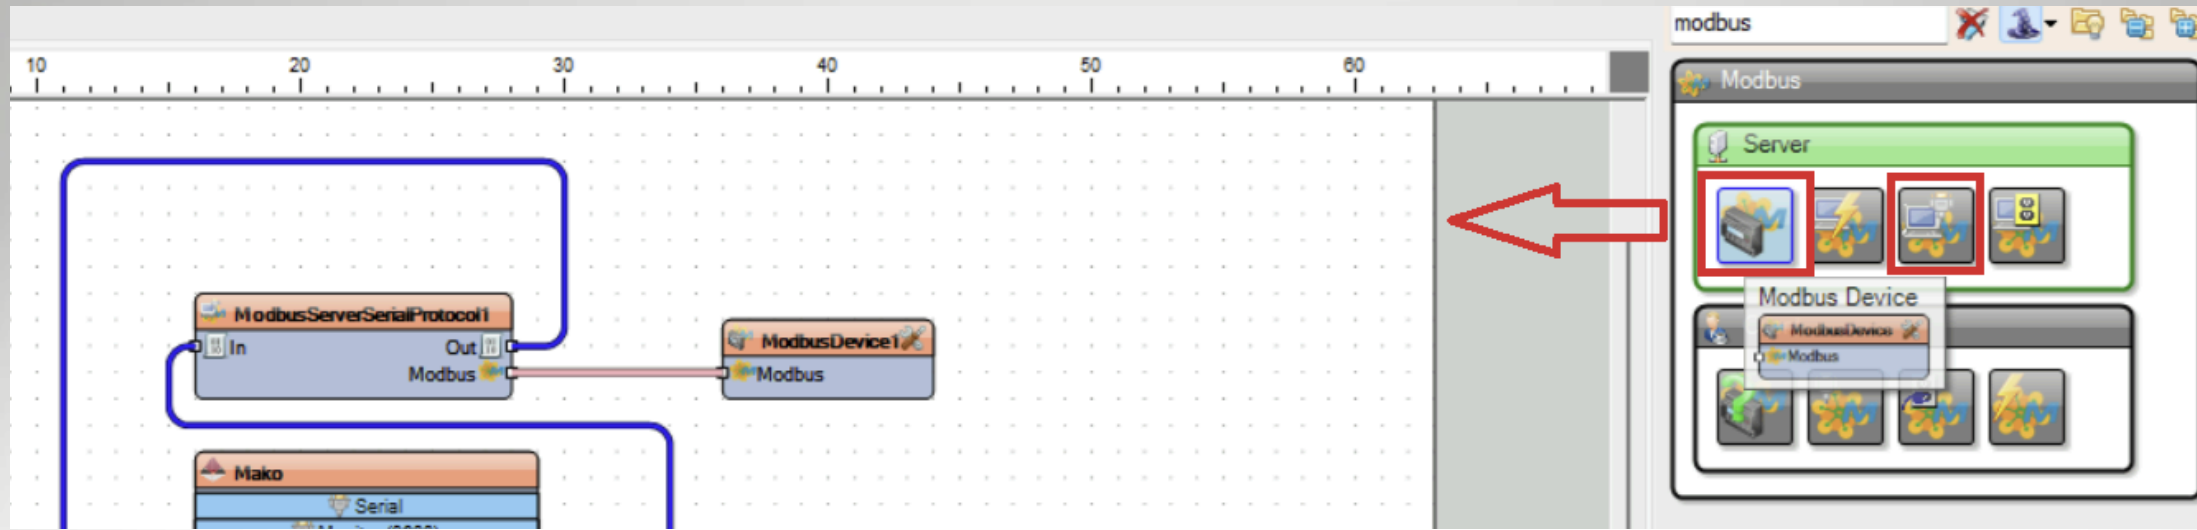 modbus
10 20 30 40 50 60
Modbus
Server
ModbusServerSerialProtocol1
In
Out
Modbus
ModbusDevice1
Modbus
Modbus Device
ModbusDevice
Modbus
Mako
Serial